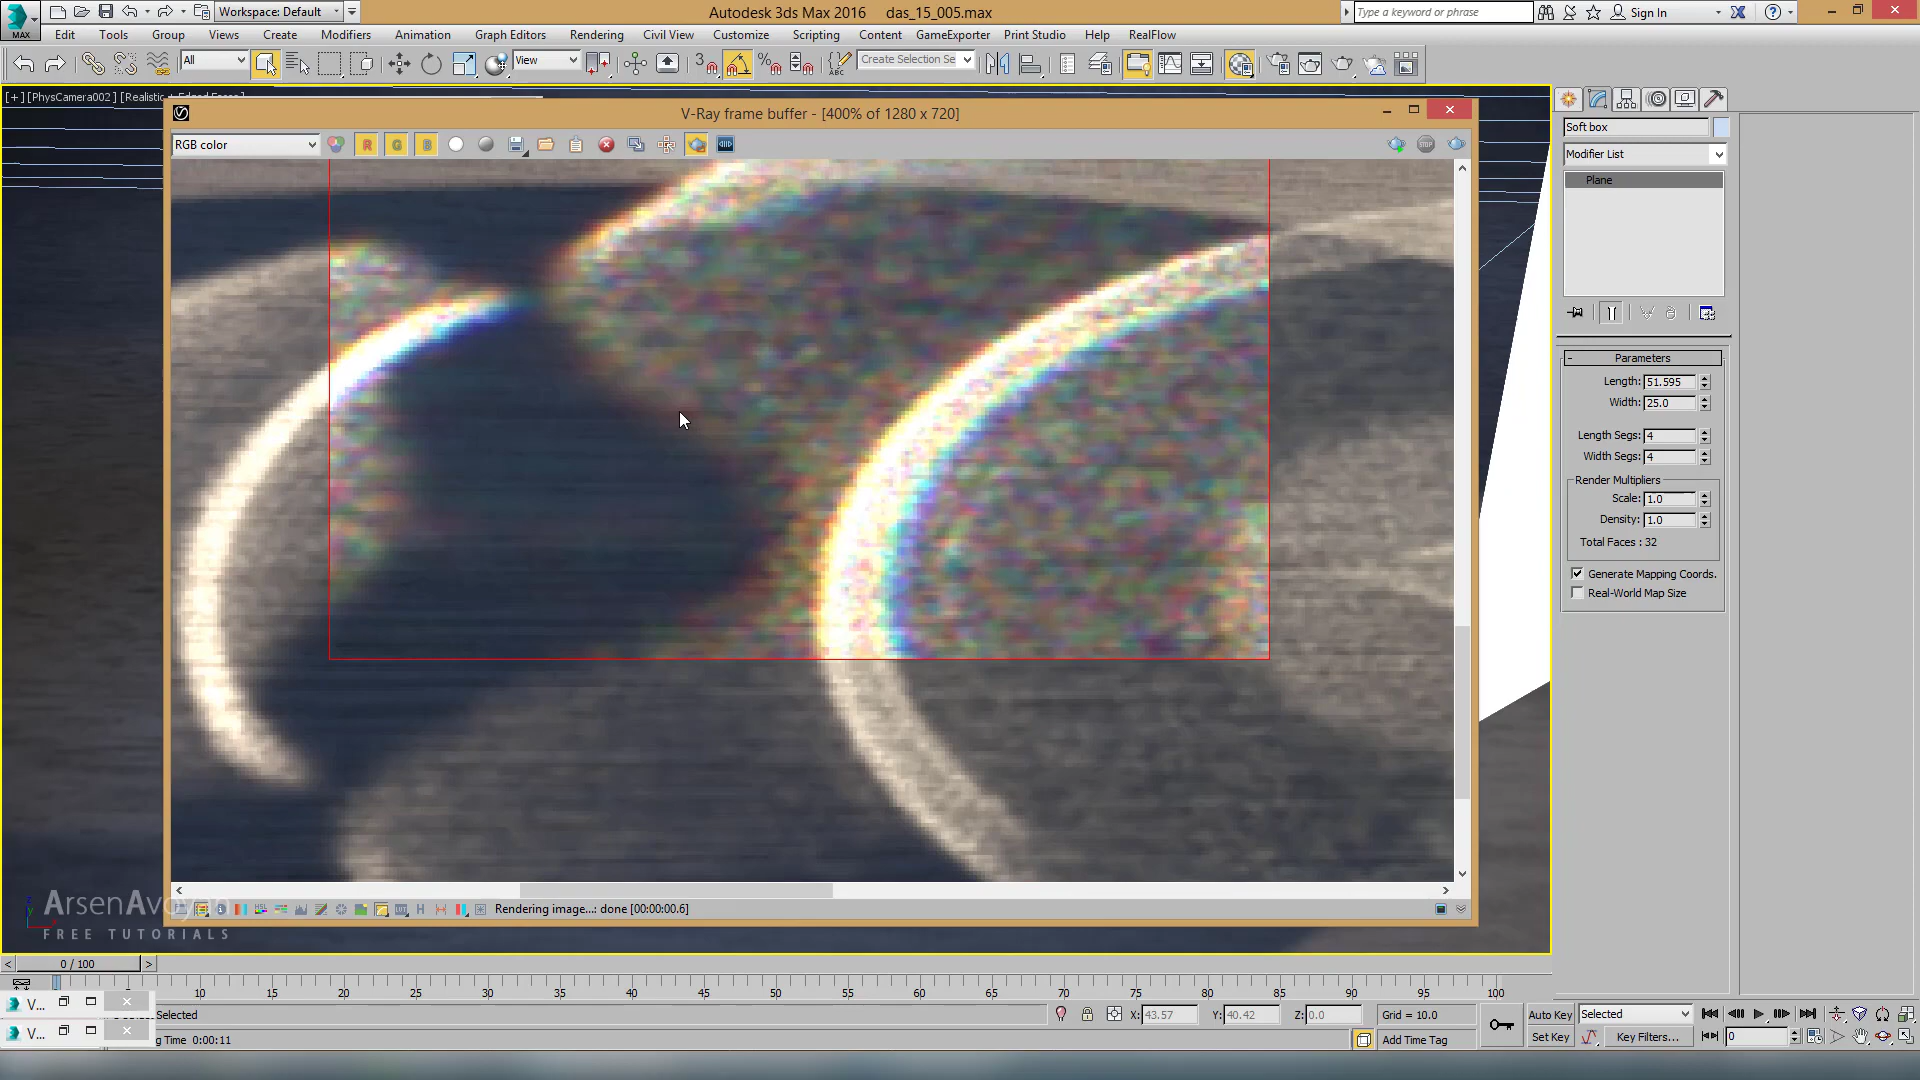 MAX
Workspace: Default
Autodesk 3ds Max 2016 das_15_005.max
Type a keyword or phrase
Sign In
Edit Tools Group Views Create Modifiers Animation Graph Editors Rendering Civil View Customize Scripting Content GameExporter Print Studio Help RealFlow
All
View
3
ABC
Create Selection Se
[+] [PhysCamera002]
V-Ray frame buffer - [400% of 1280 x 720]
RGB color
R G B
STOP
Soft box
Modifier List
Plane
Parameters
Length: 51.595
Width: 25.0
Length Segs: 4
Width Segs: 4
Render Multipliers
Scale: 1.0
Density: 1.0
Total Faces : 32
Generate Mapping Coords.
Real-World Map Size
H
Rendering image...: done [00:00:00.6]
FREE TUTORIALS
0 / 100
10 15 20 25 30 35 40 45 50 55 60 65 70 75 80 85 90 95 100
V...
Selected
X: 43.57 Y: 40.42 Z: 0.0
Grid = 10.0
Auto Key
Selected
V...
g Time 0:00:11
Add Time Tag
Set Key
Key Filters...
0